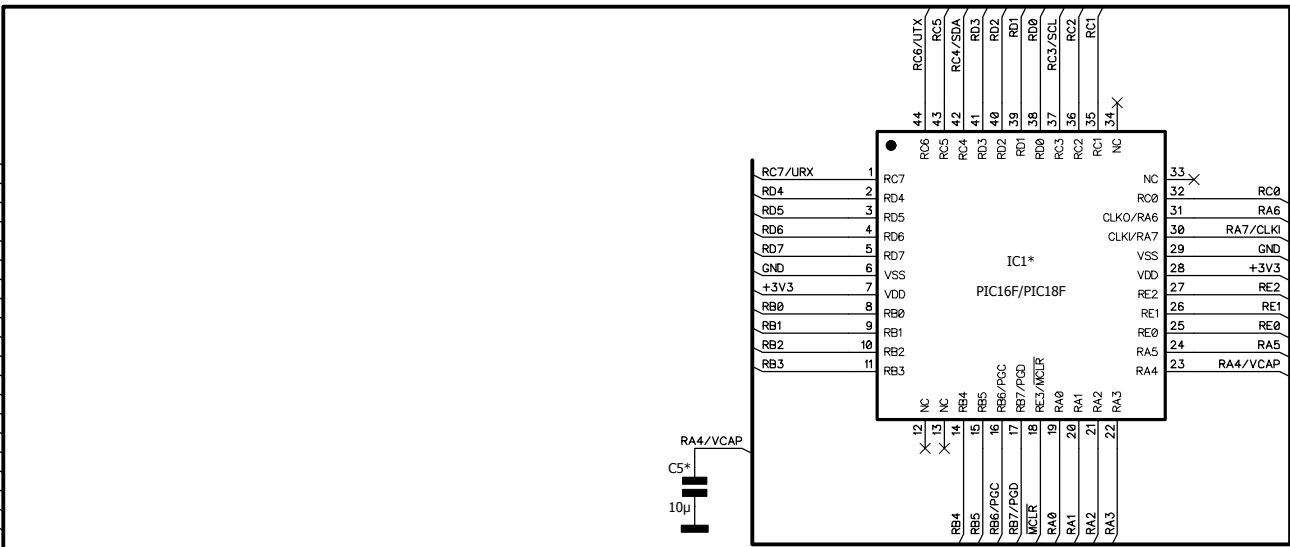 RC6/UTX
RC5
RC4/SDA
RD3
RD2
RD1
RD0
RC3/SCL
RC2
RC1
44
43
42
41
40
39
38
37
36
35
34
RC6
RC5
RC4
RD3
RD2
RD1
RD0
RC3
RC2
RC1
NC
RC7/URX 1 RC7
RD4 2 RD4
RD5 3 RD5
RD6 4 RD6
RD7 5 RD7
GND 6 VSS
+3V3 7 VDD
RB0 8 RB0
RB1 9 RB1
RB2 10 RB2
RB3 11 RB3
IC1*
PIC16F/PIC18F
NC 33
RC0 32 RC0
CLKO/RA6 31 RA6
CLKI/RA7 30 RA7/CLKI
VSS 29 GND
VDD 28 +3V3
RE2 27 RE2
RE1 26 RE1
RE0 25 RE0
RA5 24 RA5
RA4 23 RA4/VCAP
NC
NC
RB4
RB5
RB6/PGC
RB7/PGD
RE3/MCLR
RA0
RA1
RA2
RA3
12
13
14
15
16
17
18
19
20
21
22
RB4
RB5
RB6/PGC
RB7/PGD
MCLR
RA0
RA1
RA2
RA3
RA4/VCAP
C5*
10µ